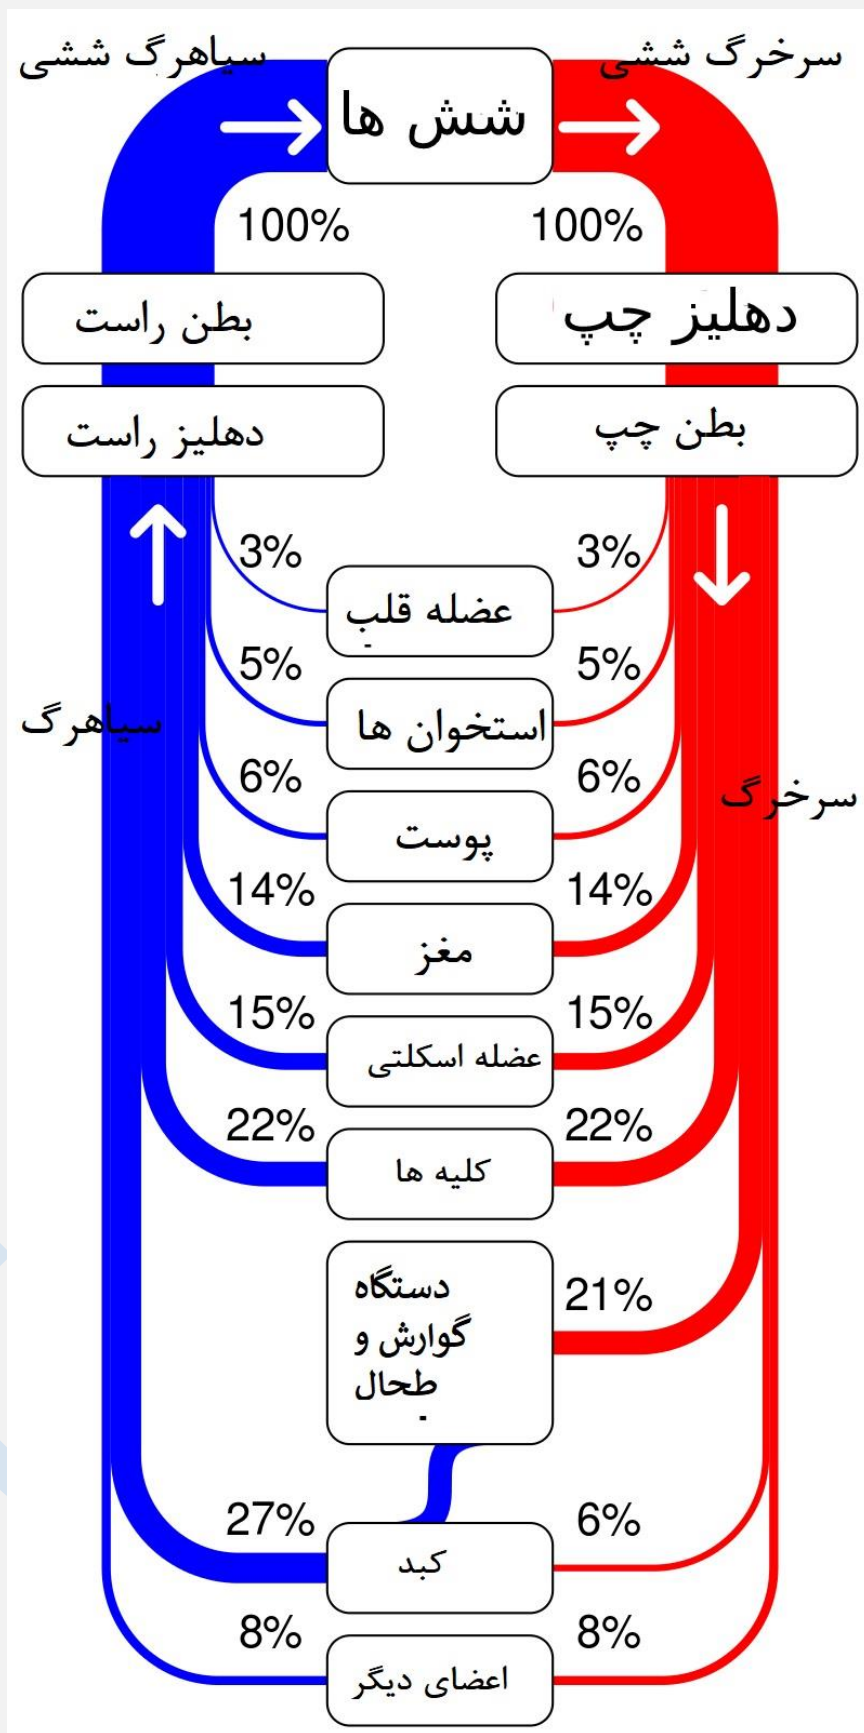 سیاهرگ ششی
سرخرگ ششی
شش ها
100%
100%
بطن راست
دهلیز چپ
دهلیز راست
بطن چپ
3%
3%
عضله قلب
5%
5%
سیاهرگ
استخوان ها
6%
6%
سرخرگ
پوست
14%
14%
مغز
15%
15%
عضله اسکلتی
22%
22%
کلیه ها
دستگاه
گوارش و
طحال
21%
27%
6%
کبد
8%
8%
اعضای دیگر